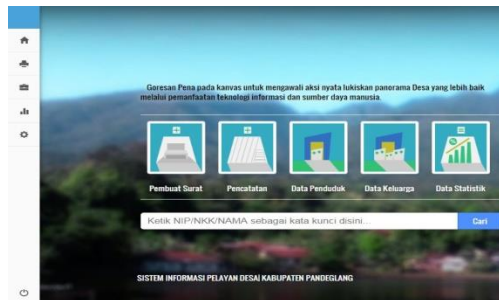 Goresan Pena pada kanvas untuk mengawali aksi nyata lukiskan panorama Desa yang lebih baik
melalui pemanfaatan teknologi informasi dan sumber daya manusia.
Pembuat Surat Pencatatan Data Penduduk Data Keluarga Data Statistik
Ketik NIP/NKK/NAMA sebagai kata kunci disini... Cari
SISTEM INFORMASI PELAYAN DESAI KABUPATEN PANDEGLANG